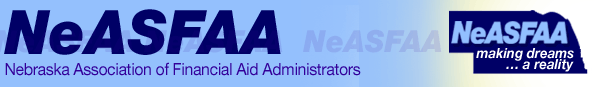 NeASFAA
Nebraska Association of Financial Aid Administrators
NeASFAA
NeASFAA
making dreams
... a reality